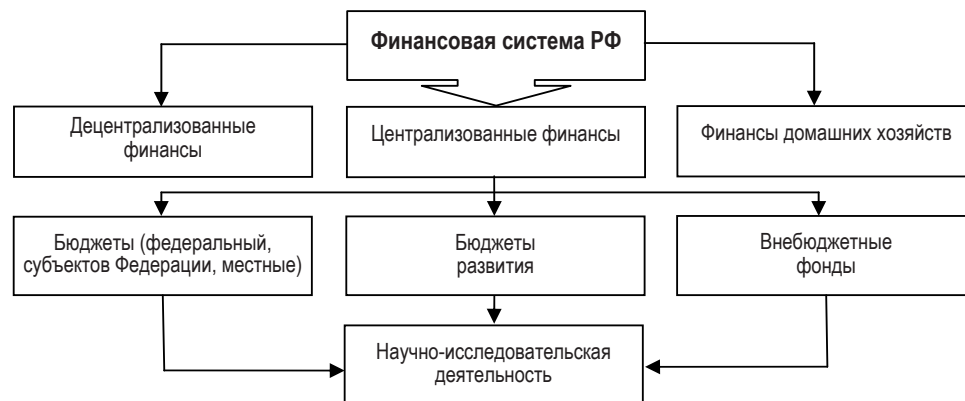 Финансовая система РФ
Децентрализованные
финансы
Централизованные финансы
Финансы домашних хозяйств
Бюджеты (федеральный,
субъектов Федерации, местные)
Бюджеты
развития
Внебюджетные
фонды
Научно-исследовательская
деятельность